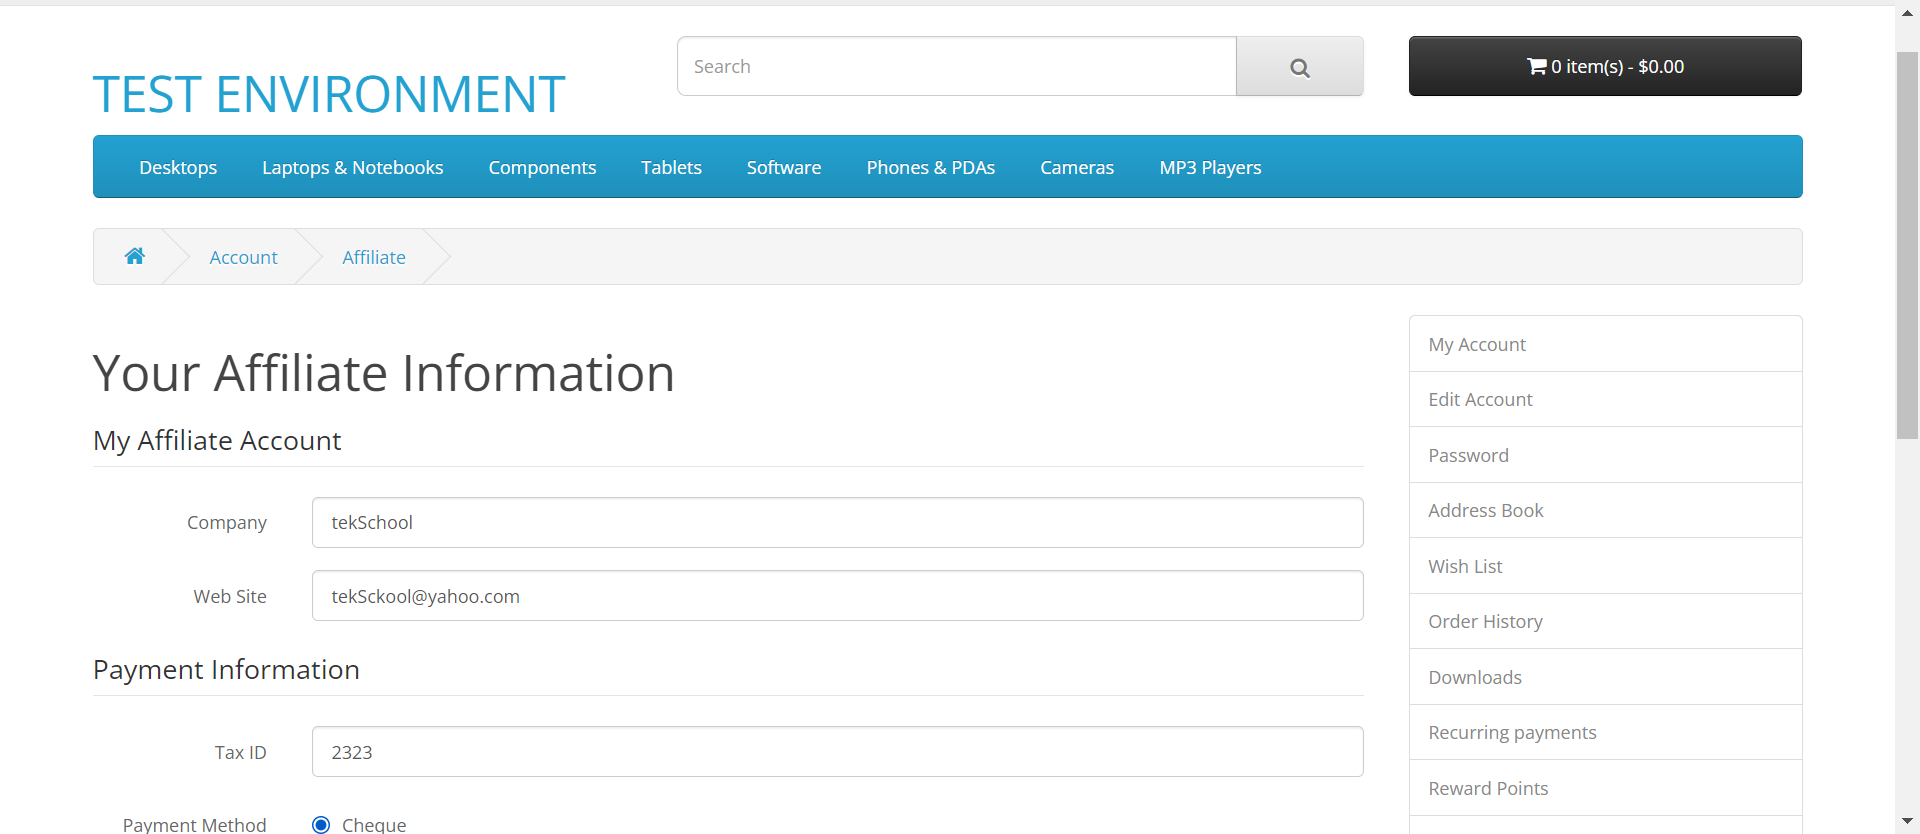 TEST ENVIRONMENT
Search
0 item(s) - $0.00
Desktops Laptops & Notebooks Components Tablets Software Phones & PDAs Cameras MP3 Players
Account Affiliate
Your Affiliate Information
My Affiliate Account
Company tekSchool
Web Site tekSckool@yahoo.com
Payment Information
Tax ID 2323
Payment Method Cheque
My Account
Edit Account
Password
Address Book
Wish List
Order History
Downloads
Recurring payments
Reward Points